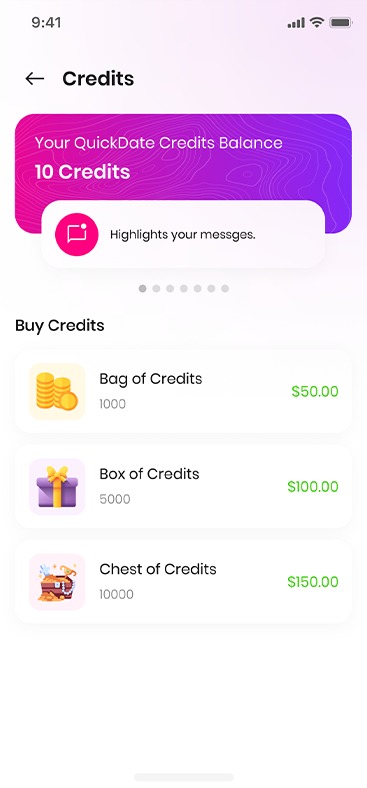 9:41
Credits
Your QuickDate Credits Balance
10 Credits
Highlights your messges.
Buy Credits
Bag of Credits
1000
$50.00
Box of Credits
5000
$100.00
Chest of Credits
10000
$150.00